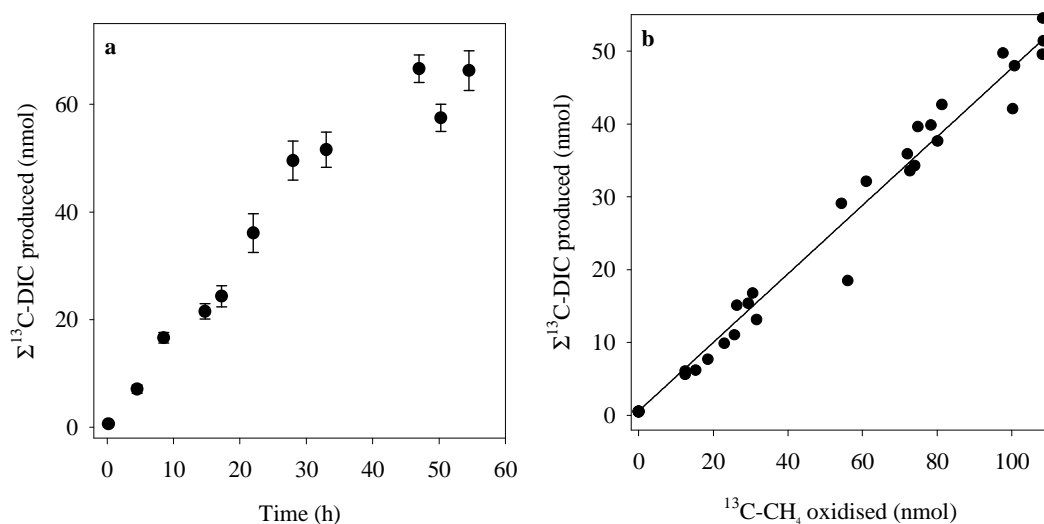 a
Σ¹³C-DIC produced (nmol)
60
40
20
0
0 10 20 30 40 50 60
Time (h)
b
Σ¹³C-DIC produced (nmol)
50
40
30
20
10
0
0 20 40 60 80 100
¹³C-CH₄ oxidised (nmol)